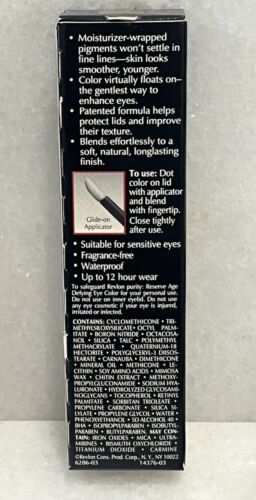 • Moisturizer-wrapped
pigments won't settle in
fine lines—skin looks
smoother, younger.
• Color virtually floats on—
the gentlest way to
enhance eyes.
• Patented formula helps
protect lids and improve
their texture.
• Blends effortlessly to a
soft, natural, longlasting
finish.
To use: Dot
color on lid
with applicator
and blend
with fingertip.
Close tightly
after use.
Glide-on
Applicator
• Suitable for sensitive eyes
• Fragrance-free
• Waterproof
• Up to 12 hour wear
To safeguard Revlon purity: Reserve Age
Defying Eye Color for your personal use.
Do not use on inner eyelid. Do not use
any eye cosmetic if your eye is injured,
irritated or infected.
CONTAINS: CYCLOMETHICONE • TRI-
METHYLSILOXYSILICATE • OCTYL PALM-
ITATE • BORON NITRIDE • OCTACOSA-
NOL • SILICA • TALC • POLYMETHYL
METHACRYLATE • QUATERNIUM-18
HECTORITE • POLYGLYCERYL-3 DIISOS-
TEARATE • CARNAUBA • DIMETHICONE
• MINERAL OIL • METHICONE • LE-
CITHIN • SOY AMINO ACIDS • MIMOSA
WAX • CHITIN EXTRACT • METHOXY-
PROPYLGLUCONAMIDE • SODIUM HYA-
LURONATE • HYDROLYZED GLYCOSAMI-
NOGLYCANS • TOCOPHEROL • RETINYL
PALMITATE • SORBITAN TRIOLEATE •
PROPYLENE CARBONATE • SILICA SI-
LYLATE • PROPYLENE GLYCOL • WATER •
PHENOXYETHANOL • SD ALCOHOL 40 •
BHA • ISOPROPYLPARABEN • ISOBUTYL-
PARABEN • BUTYLPARABEN. MAY CON-
TAIN: IRON OXIDES • MICA • ULTRA-
MARINES • BISMUTH OXYCHLORIDE •
TITANIUM DIOXIDE • CARMINE
©Revlon Cons. Prod. Corp., NY, NY 10022
6286-03 14376-03